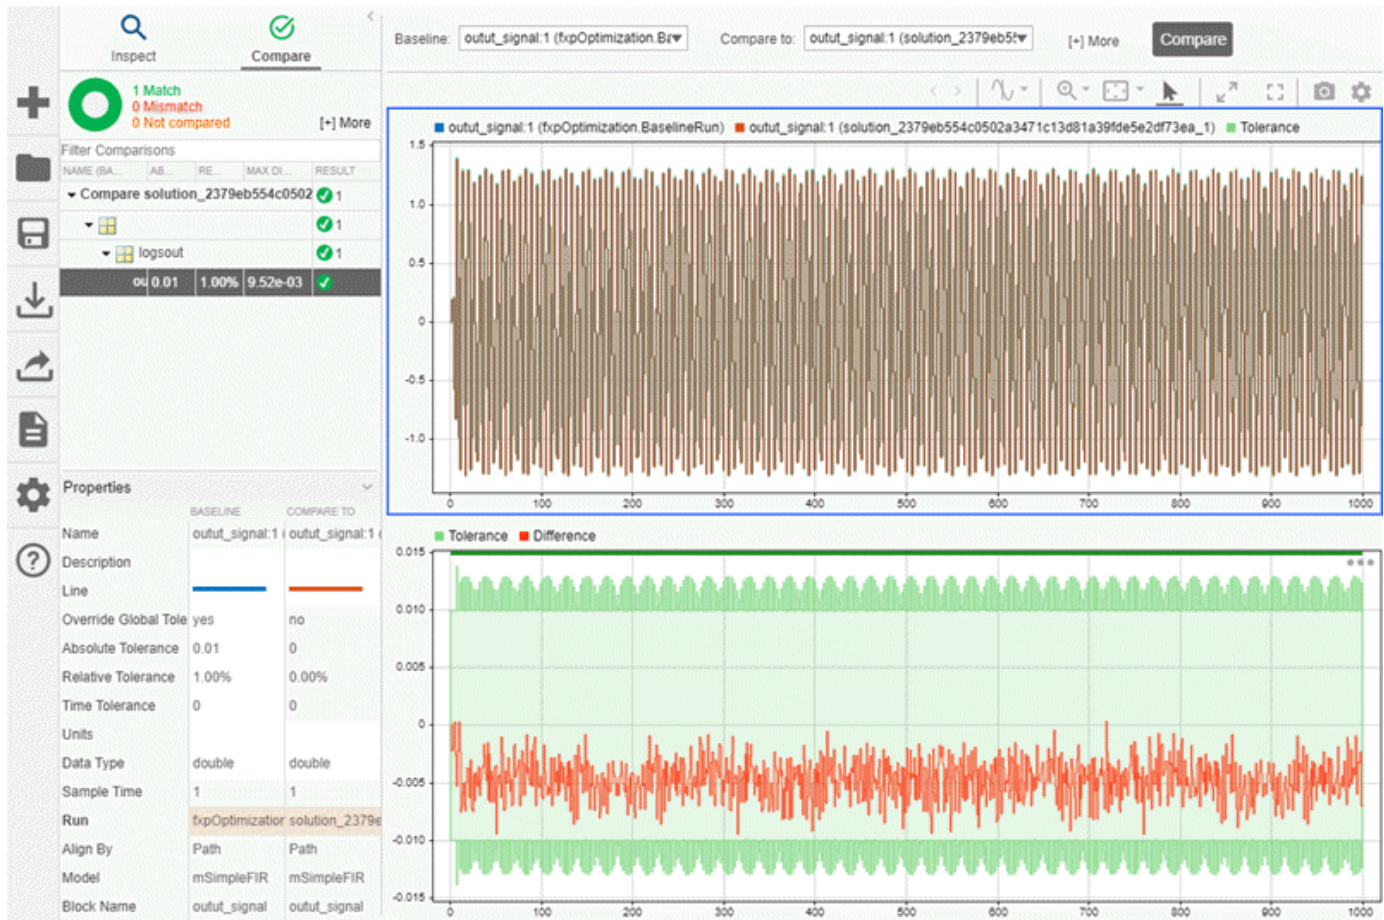 Inspect
Compare
1 Match
0 Mismatch
0 Not compared
[+] More
Filter Comparisons
NAME (BA... AB... RE... MAX DI... RESULT
Compare solution_2379eb554c0502 1
1
logsout 1
ou 0.01 1.00% 9.52e-03
Properties
BASELINE COMPARE TO
Name outut_signal:1 ( outut_signal:1 (
Description
Line
Override Global Tole yes no
Absolute Tolerance 0.01 0
Relative Tolerance 1.00% 0.00%
Time Tolerance 0 0
Units
Data Type double double
Sample Time 1 1
Run fxpOptimization solution_2379e
Align By Path Path
Model mSimpleFIR mSimpleFIR
Block Name outut_signal outut_signal
Baseline: outut_signal:1 (fxpOptimization.Ba Compare to: outut_signal:1 (solution_2379eb55 [+] More Compare
outut_signal:1 (fxpOptimization.BaselineRun) outut_signal:1 (solution_2379eb554c0502a3471c13d81a39fde5e2df73ea_1) Tolerance
1.5
1.0
0.5
0
-0.5
-1.0
0 100 200 300 400 500 600 700 800 900 1000
Tolerance Difference
0.015
0.010
0.005
0
-0.005
-0.010
-0.015
0 100 200 300 400 500 600 700 800 900 1000